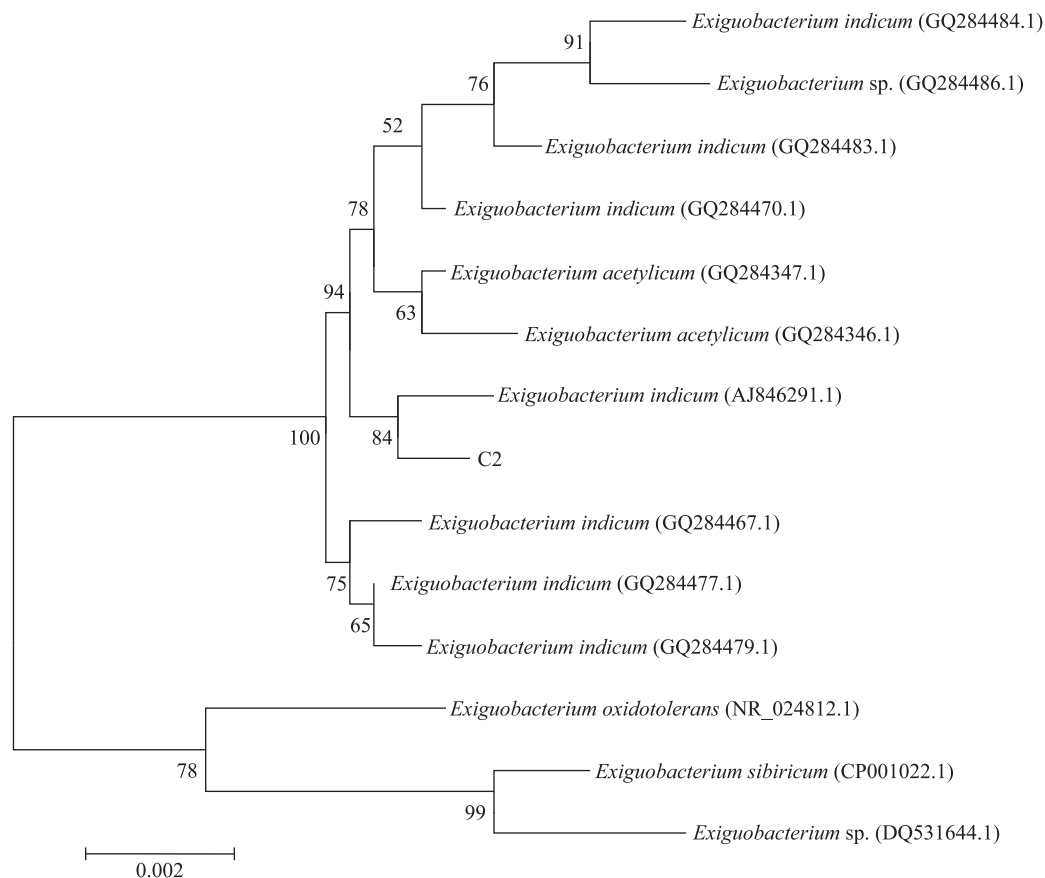 Exiguobacterium indicum (GQ284484.1)
91
Exiguobacterium sp. (GQ284486.1)
76
Exiguobacterium indicum (GQ284483.1)
52
Exiguobacterium indicum (GQ284470.1)
78
Exiguobacterium acetylicum (GQ284347.1)
94
63
Exiguobacterium acetylicum (GQ284346.1)
Exiguobacterium indicum (AJ846291.1)
100
84
C2
Exiguobacterium indicum (GQ284467.1)
75
Exiguobacterium indicum (GQ284477.1)
65
Exiguobacterium indicum (GQ284479.1)
Exiguobacterium oxidotolerans (NR_024812.1)
78
Exiguobacterium sibiricum (CP001022.1)
99
Exiguobacterium sp. (DQ531644.1)
0.002